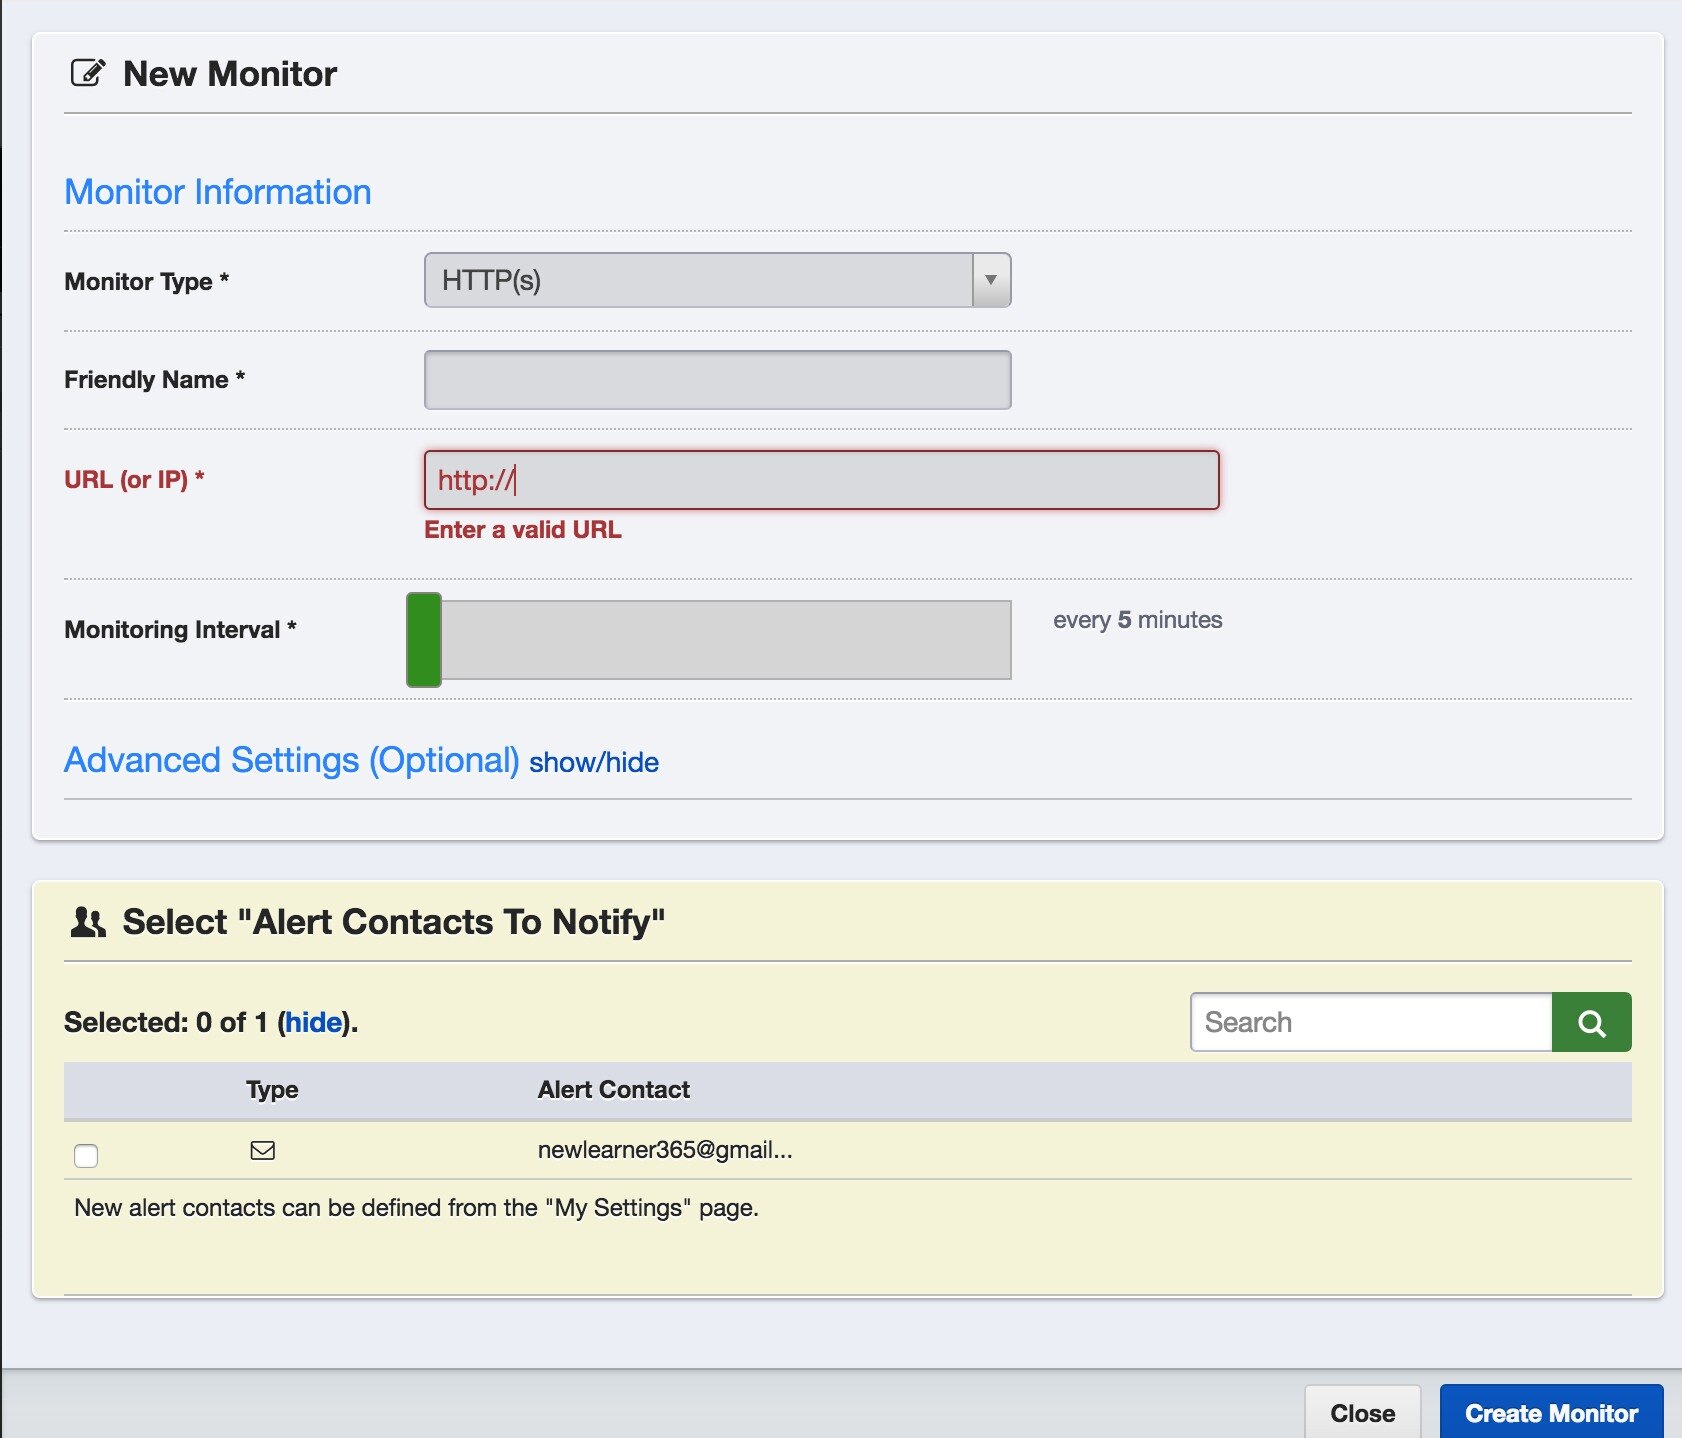 New Monitor
Monitor Information
Monitor Type *
HTTP(s)
Friendly Name *
URL (or IP) *
http://
Enter a valid URL
Monitoring Interval *
every 5 minutes
Advanced Settings (Optional) show/hide
Select "Alert Contacts To Notify"
Selected: 0 of 1 (hide).
Search
Type Alert Contact
newlearner365@gmail...
New alert contacts can be defined from the "My Settings" page.
Close Create Monitor